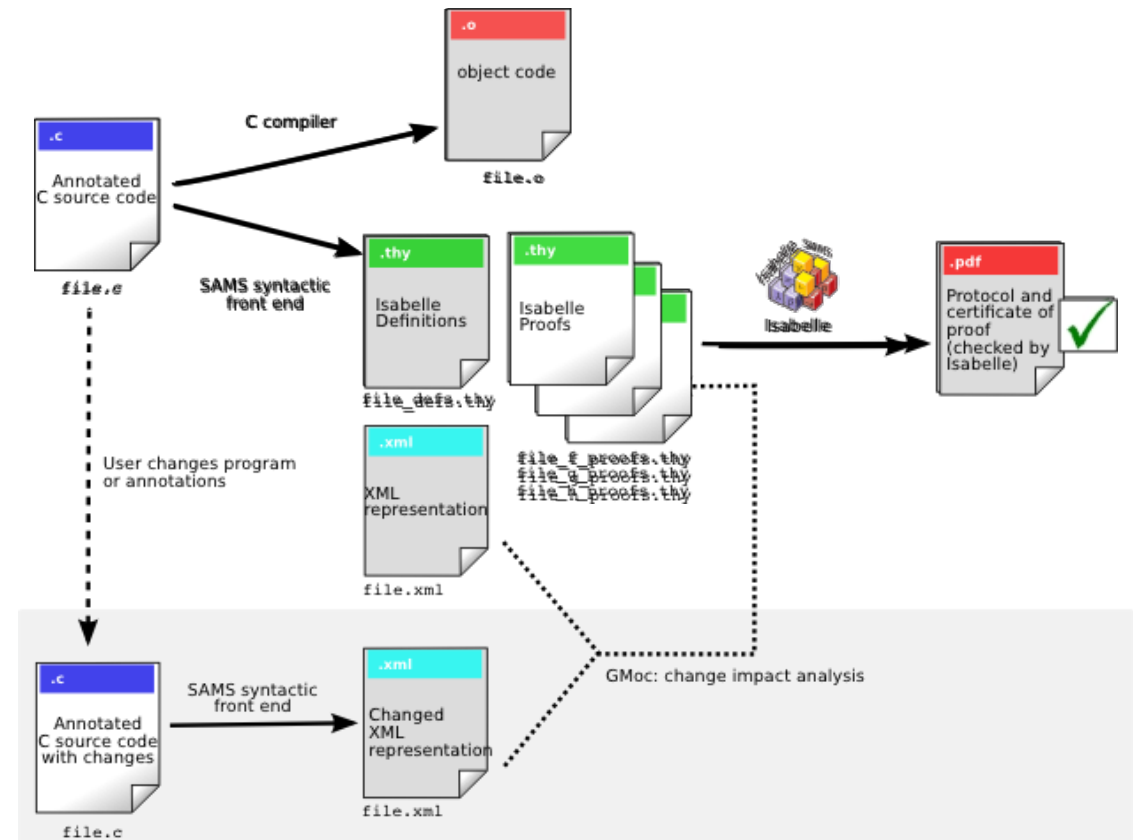 .o
object code
file.o
C compiler
.c
Annotated
C source code
file.c
SAMS syntactic
front end
.thy
Isabelle
Definitions
file_defs.thy
.thy
Isabelle
Proofs
file_f_proofs.thy
file_g_proofs.thy
file_h_proofs.thy
Isabelle
Isabelle
.pdf
Protocol and
certificate of
proof
(checked by
Isabelle)
.xml
XML
representation
file.xml
User changes program
or annotations
.c
Annotated
C source code
with changes
file.c
SAMS syntactic
front end
.xml
Changed
XML
representation
file.xml
GMoc: change impact analysis